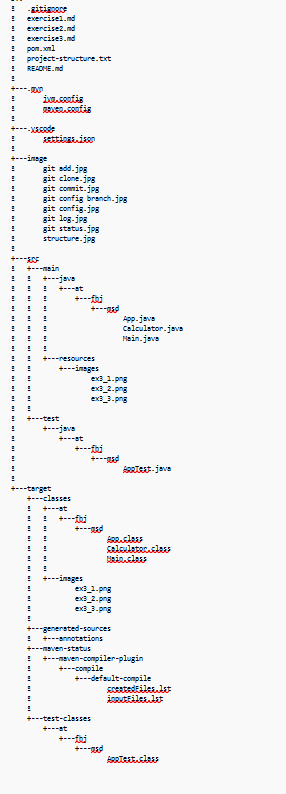 ¦   .gitignore
¦   exercise1.md
¦   exercise2.md
¦   exercise3.md
¦   pom.xml
¦   project-structure.txt
¦   README.md
¦
+---.mvn
¦       jvm.config
¦       maven.config
¦
+---.vscode
¦       settings.json
¦
+---image
¦       git add.jpg
¦       git clone.jpg
¦       git commit.jpg
¦       git config branch.jpg
¦       git config.jpg
¦       git log.jpg
¦       git status.jpg
¦       structure.jpg
¦
+---src
¦   +---main
¦   ¦   +---java
¦   ¦   ¦   +---at
¦   ¦   ¦       +---fbj
¦   ¦   ¦           +---msd
¦   ¦   ¦                   App.java
¦   ¦   ¦                   Calculator.java
¦   ¦   ¦                   Main.java
¦   ¦   ¦
¦   ¦   +---resources
¦   ¦       +---images
¦   ¦               ex3_1.png
¦   ¦               ex3_2.png
¦   ¦               ex3_3.png
¦   ¦
¦   +---test
¦       +---java
¦           +---at
¦               +---fbj
¦                   +---msd
¦                           AppTest.java
¦
+---target
    +---classes
    ¦   +---at
    ¦   ¦   +---fbj
    ¦   ¦       +---msd
    ¦   ¦               App.class
    ¦   ¦               Calculator.class
    ¦   ¦               Main.class
    ¦   ¦
    ¦   +---images
    ¦           ex3_1.png
    ¦           ex3_2.png
    ¦           ex3_3.png
    ¦
    +---generated-sources
    ¦   +---annotations
    +---maven-status
    ¦   +---maven-compiler-plugin
    ¦       +---compile
    ¦           +---default-compile
    ¦                   createdFiles.lst
    ¦                   inputFiles.lst
    ¦
    +---test-classes
        +---at
            +---fbj
                +---msd
                        AppTest.class